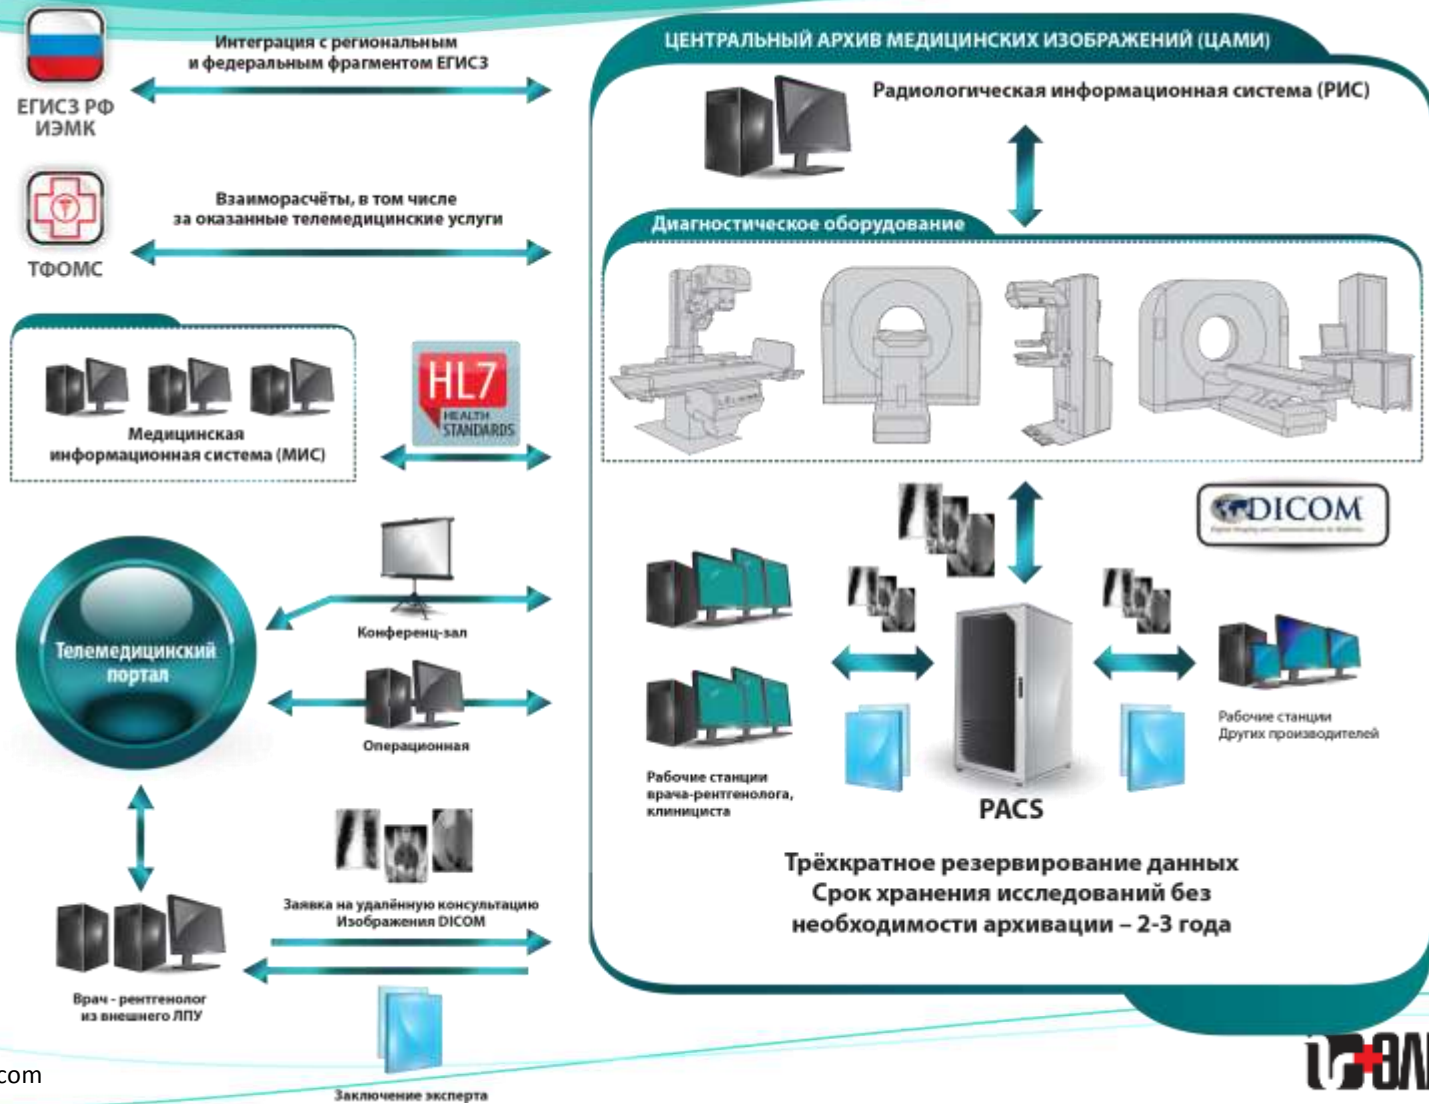 Интеграция с региональным
и федеральным фрагментом ЕГИСЗ
ЕГИСЗ РФ
ИЭМК
Взаиморасчёты, в том числе
за оказанные телемедицинские услуги
ТФОМС
Медицинская
информационная система (МИС)
HL7
HEALTH
STANDARDS
Телемедицинский
портал
Конференц-зал
Операционная
Заявка на удалённую консультацию
Изображения DICOM
Врач - рентгенолог
из внешнего ЛПУ
Заключение эксперта
com
ЦЕНТРАЛЬНЫЙ АРХИВ МЕДИЦИНСКИХ ИЗОБРАЖЕНИЙ (ЦАМИ)
Радиологическая информационная система (РИС)
Диагностическое оборудование
DICOM
Рабочие станции
врача-рентгенолога,
клинициста
PACS
Рабочие станции
Других производителей
Трёхкратное резервирование данных
Срок хранения исследований без
необходимости архивации – 2-3 года